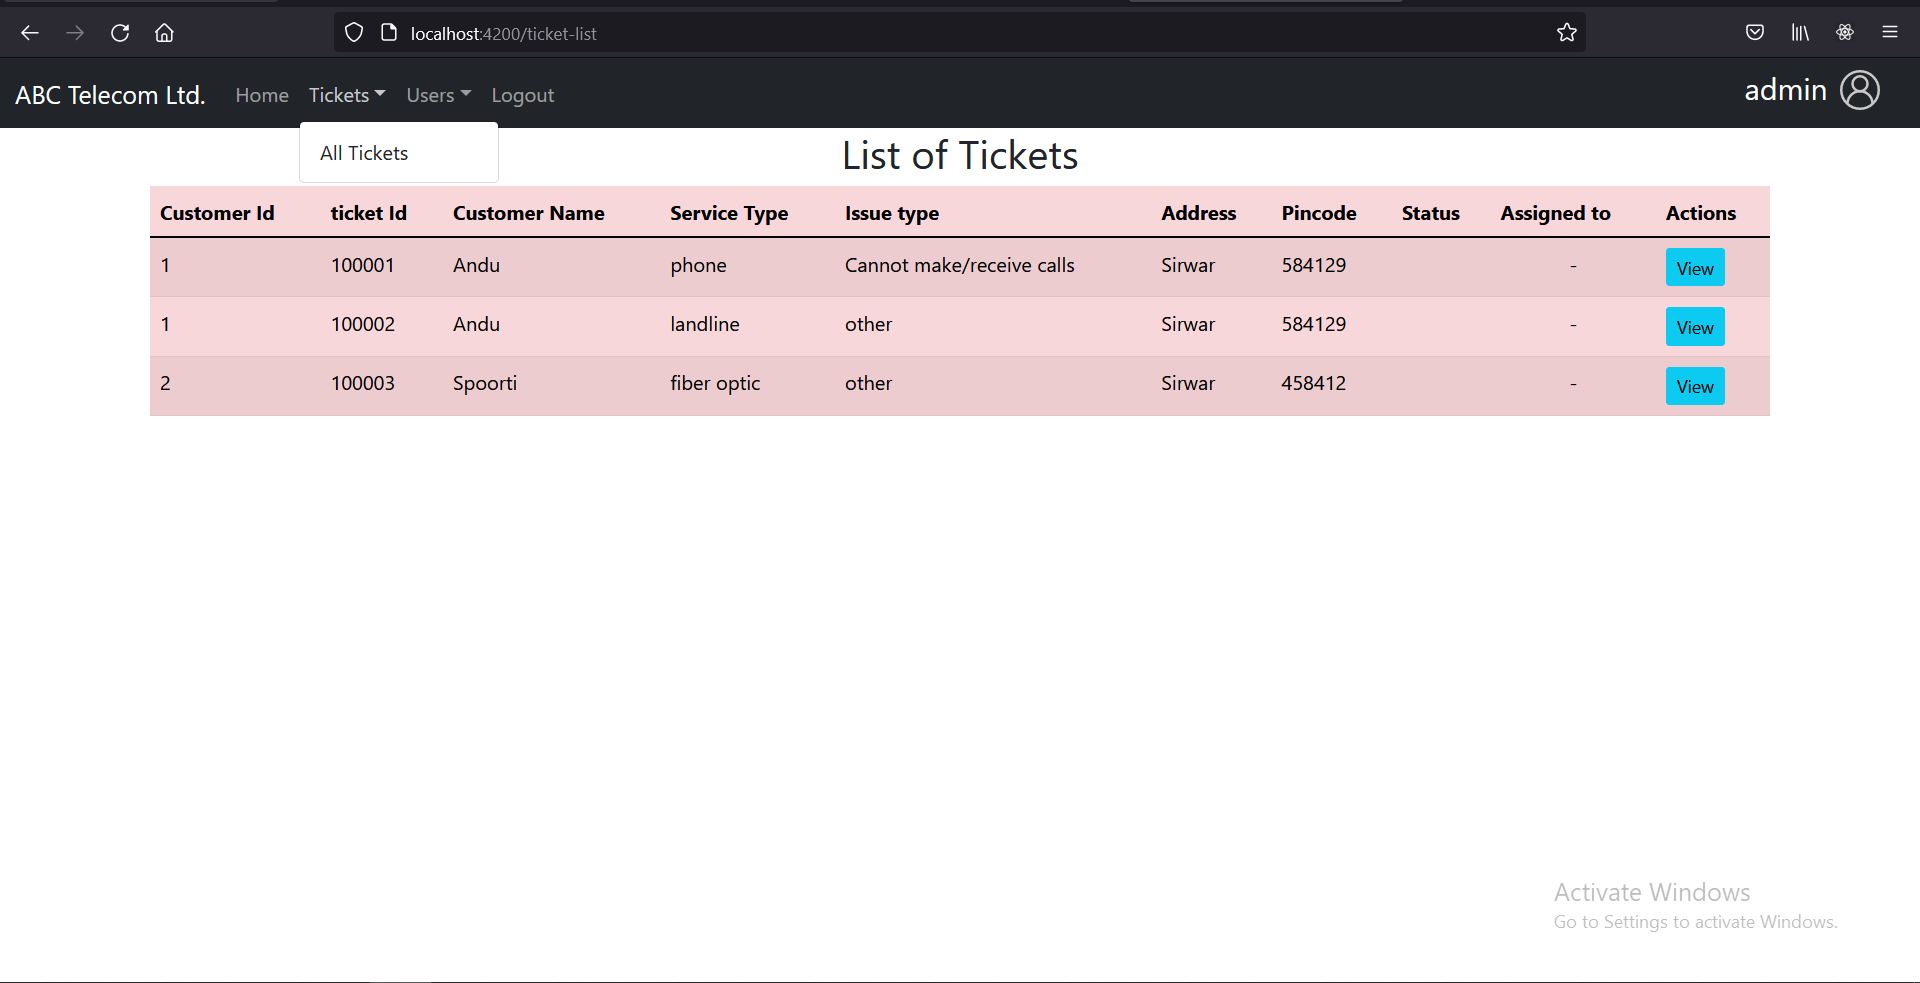 localhost:4200/ticket-list
ABC Telecom Ltd. Home Tickets Users Logout admin
All Tickets
List of Tickets
Customer Id ticket Id Customer Name Service Type Issue type Address Pincode Status Assigned to Actions
1 100001 Andu phone Cannot make/receive calls Sirwar 584129 - View
1 100002 Andu landline other Sirwar 584129 - View
2 100003 Spoorti fiber optic other Sirwar 458412 - View
Activate Windows
Go to Settings to activate Windows.